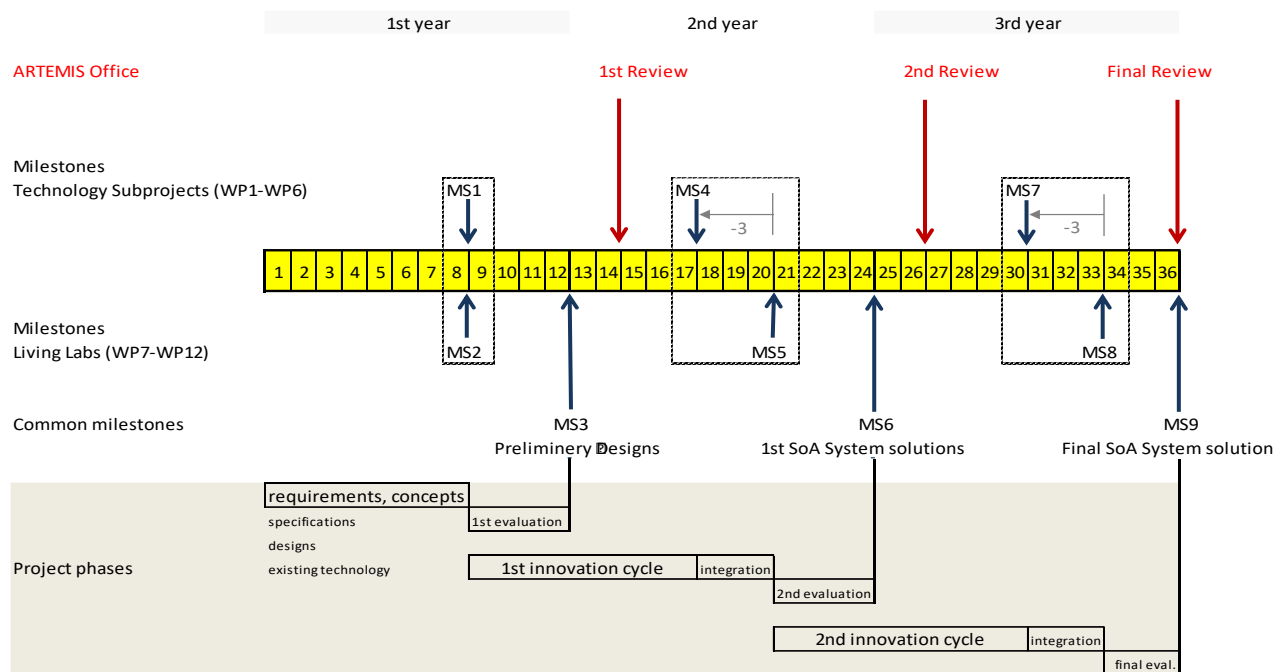 1st year 2nd year 3rd year
ARTEMIS Office 1st Review 2nd Review Final Review
Milestones
Technology Subprojects (WP1-WP6) MS1 MS4 MS7
-3 -3
1 2 3 4 5 6 7 8 9 10 11 12 13 14 15 16 17 18 19 20 21 22 23 24 25 26 27 28 29 30 31 32 33 34 35 36
Milestones
Living Labs (WP7-WP12) MS2 MS5 MS8
Common milestones MS3 MS6 MS9
Preliminery Designs 1st SoA System solutions Final SoA System solution
requirements, concepts
specifications 1st evaluation
designs
Project phases existing technology 1st innovation cycle integration
2nd evaluation
2nd innovation cycle integration
final eval.